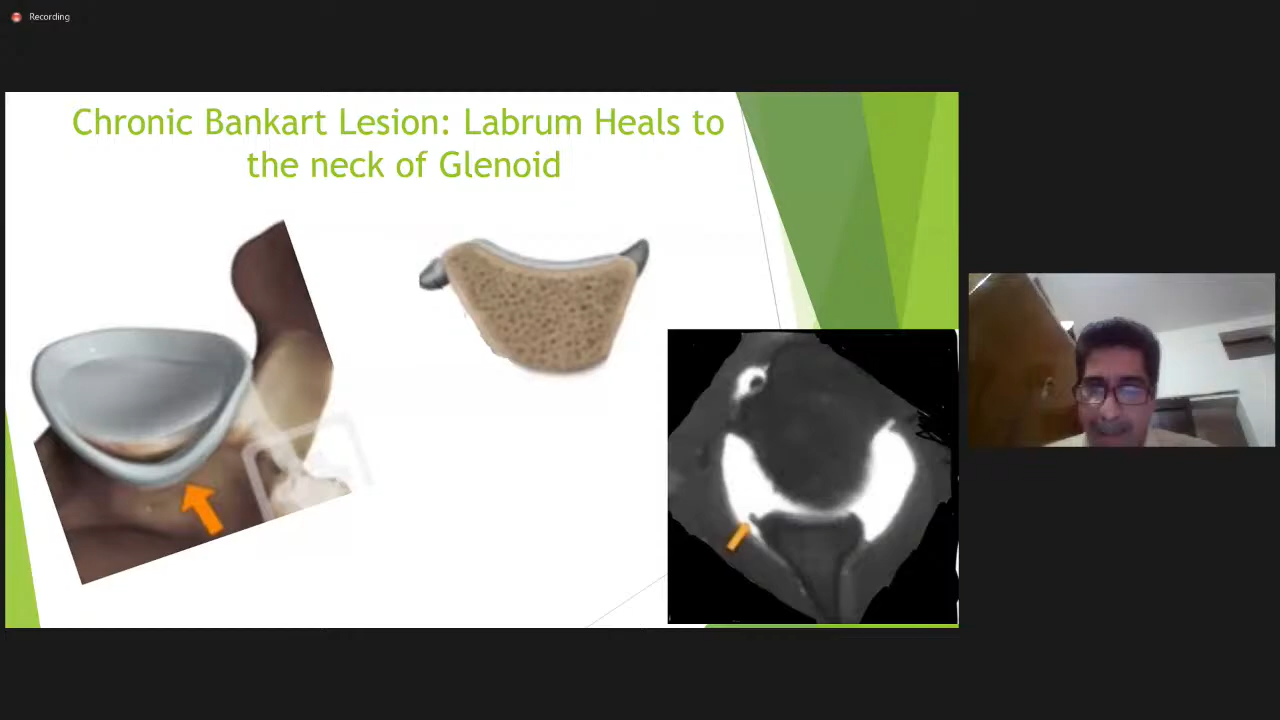 Recording
Chronic Bankart Lesion: Labrum Heals to
the neck of Glenoid